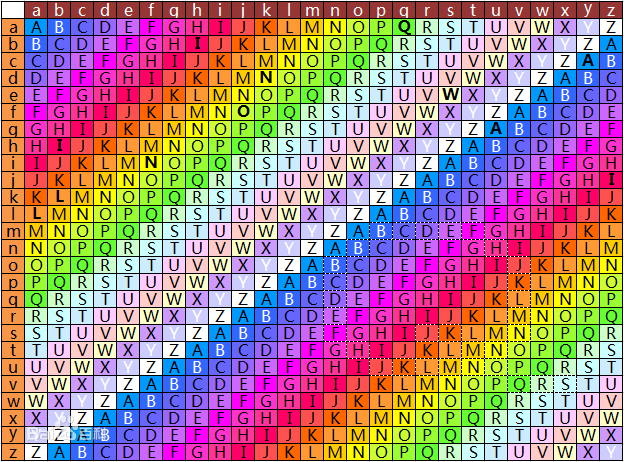 a b c d e f g h i j k l m n o p q r s t u v w x y z
a A B C D E F G H I J K L M N O P Q R S T U V W X Y Z
b B C D E F G H I J K L M N O P Q R S T U V W X Y Z A
c C D E F G H I J K L M N O P Q R S T U V W X Y Z A B
d D E F G H I J K L M N O P Q R S T U V W X Y Z A B C
e E F G H I J K L M N O P Q R S T U V W X Y Z A B C D
f F G H I J K L M N O P Q R S T U V W X Y Z A B C D E
g G H I J K L M N O P Q R S T U V W X Y Z A B C D E F
h H I J K L M N O P Q R S T U V W X Y Z A B C D E F G
i I J K L M N O P Q R S T U V W X Y Z A B C D E F G H
j J K L M N O P Q R S T U V W X Y Z A B C D E F G H I
k K L M N O P Q R S T U V W X Y Z A B C D E F G H I J
l L M N O P Q R S T U V W X Y Z A B C D E F G H I J K
m M N O P Q R S T U V W X Y Z A B C D E F G H I J K L
n N O P Q R S T U V W X Y Z A B C D E F G H I J K L M
o O P Q R S T U V W X Y Z A B C D E F G H I J K L M N
p P Q R S T U V W X Y Z A B C D E F G H I J K L M N O
q Q R S T U V W X Y Z A B C D E F G H I J K L M N O P
r R S T U V W X Y Z A B C D E F G H I J K L M N O P Q
s S T U V W X Y Z A B C D E F G H I J K L M N O P Q R
t T U V W X Y Z A B C D E F G H I J K L M N O P Q R S
u U V W X Y Z A B C D E F G H I J K L M N O P Q R S T
v V W X Y Z A B C D E F G H I J K L M N O P Q R S T U
w W X Y Z A B C D E F G H I J K L M N O P Q R S T U V
x X Y Z A B C D E F G H I J K L M N O P Q R S T U V W
y Y Z A B C D E F G H I J K L M N O P Q R S T U V W X
z Z A B C D E F G H I J K L M N O P Q R S T U V W X Y